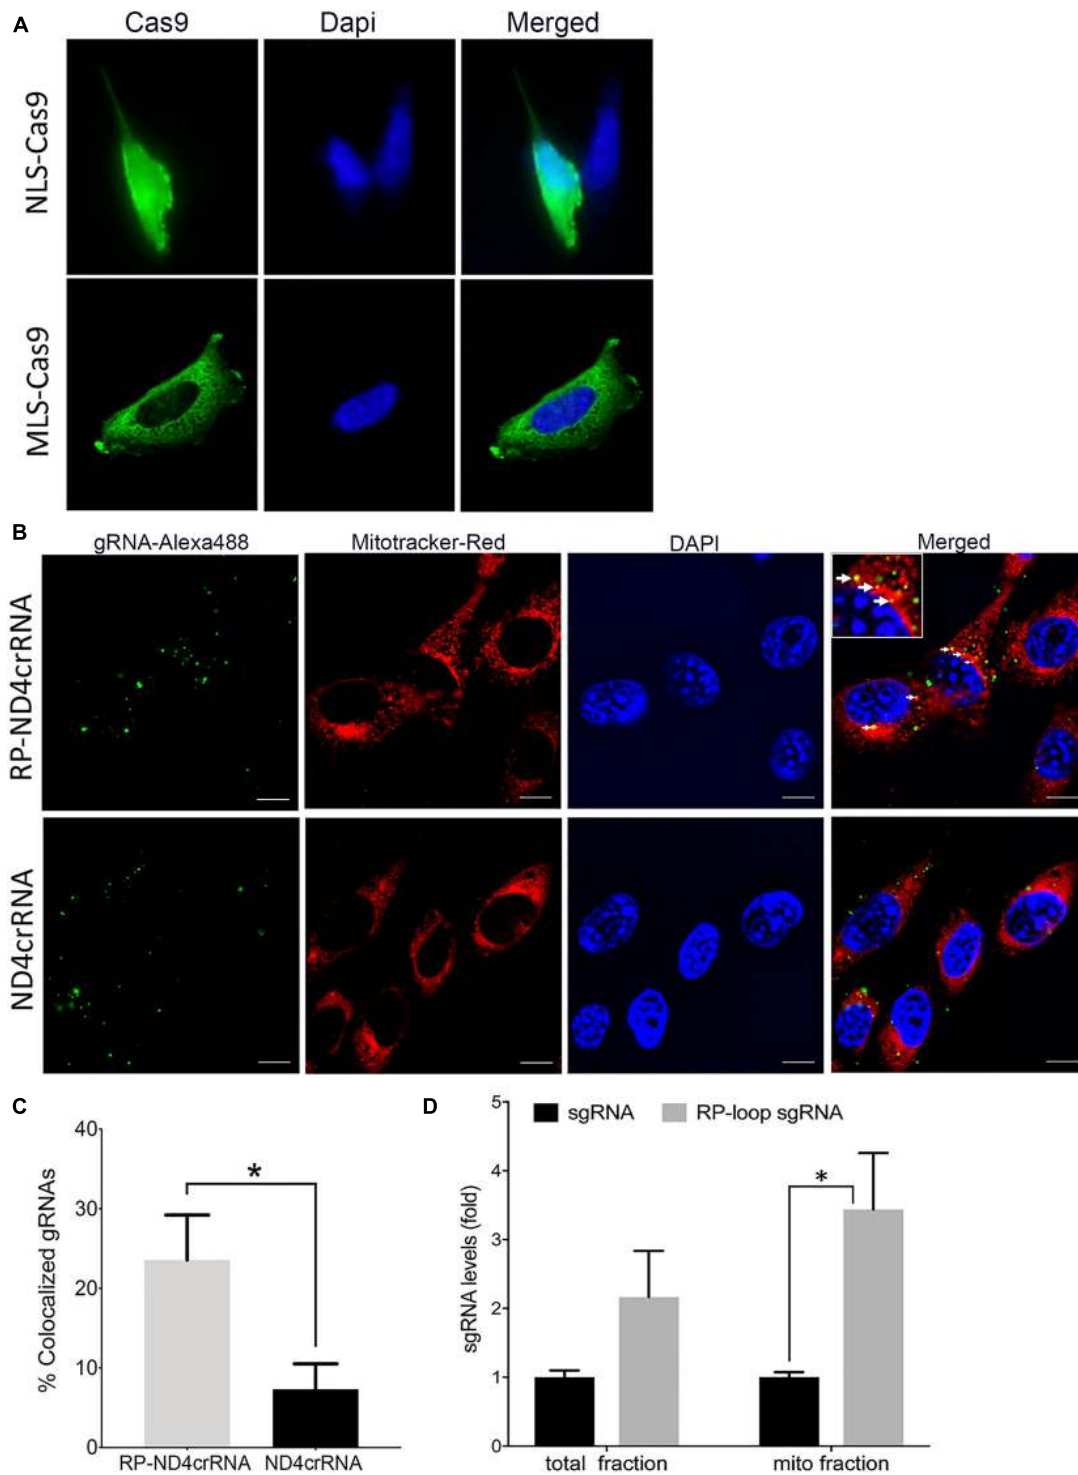 A
Cas9 Dapi Merged
NLS-Cas9
MLS-Cas9
B
gRNA-Alexa488 Mitotracker-Red DAPI Merged
RP-ND4crRNA
ND4crRNA
C
% Colocalized gRNAs
40
30
20
10
0
*
RP-ND4crRNA ND4crRNA
D
sgRNA levels (fold)
5
4
3
2
1
0
sgRNA RP-loop sgRNA
*
total fraction mito fraction